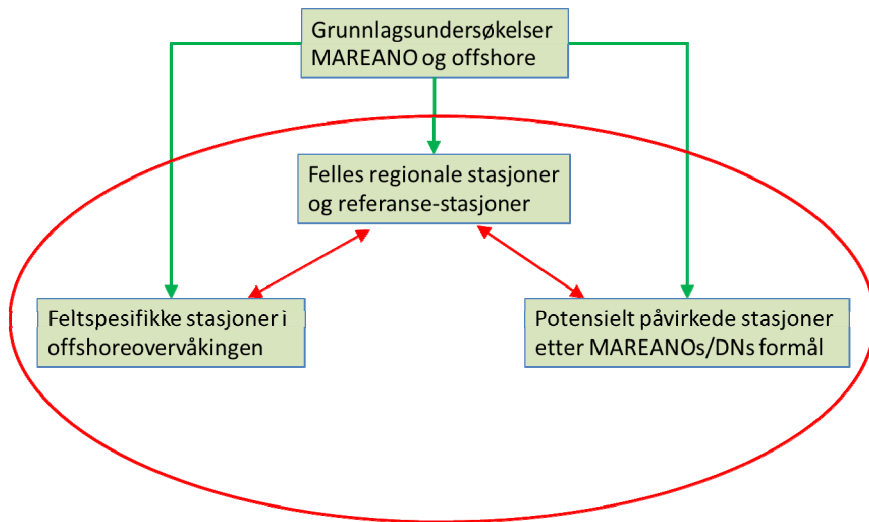 Grunnlagsundersøkelser
MAREANO og offshore
Felles regionale stasjoner
og referanse-stasjoner
Feltspesifikke stasjoner i
offshoreovervåkingen
Potensielt påvirkede stasjoner
etter MAREANOs/DNs formål